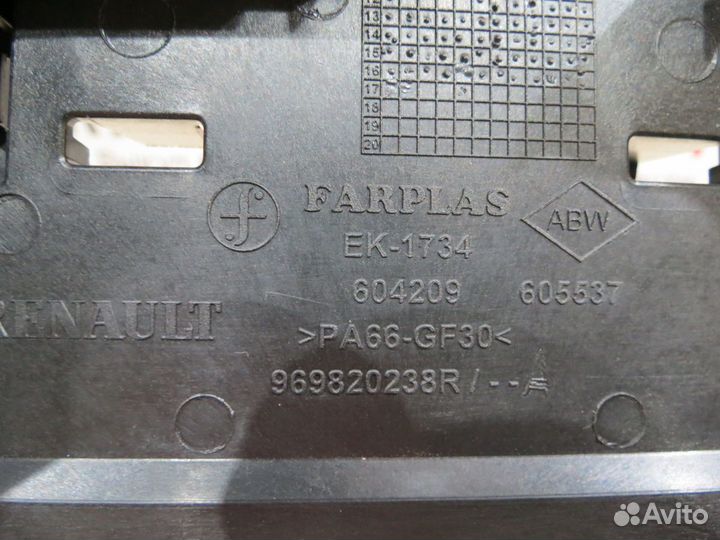 13
14
15
16
17
18
19
20
f FARPLAS ABW
EK-1734
604209 605537
RENAULT
>PA66-GF30<
969820238R/--A
Avito